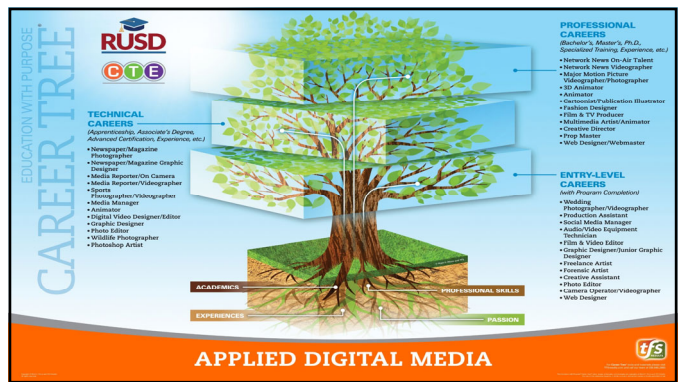 EDUCATION WITH PURPOSE
CAREER TREE
RUSD
CTE
TECHNICAL
CAREERS
(Apprenticeship, Associate's Degree,
Advanced Certification, Experience, etc.)
• Newspaper/Magazine
Photographer
• Newspaper/Magazine Graphic
Designer
• Media Reporter/On Camera
• Media Reporter/Videographer
• Sports
Photographer/Videographer
• Media Manager
• Animator
• Digital Video Designer/Editor
• Graphic Designer
• Photo Editor
• Wildlife Photographer
• Photoshop Artist
PROFESSIONAL
CAREERS
(Bachelor's, Master's, Ph.D.,
Specialized Training, Experience, etc.)
• Network News On-Air Talent
• Network News Videographer
• Major Motion Picture
Videographer/Photographer
• 3D Animator
• Animator
• Cartoonist/Publication Illustrator
• Fashion Designer
• Film & TV Producer
• Multimedia Artist/Animator
• Creative Director
• Prop Master
• Web Designer/Webmaster
ENTRY-LEVEL
CAREERS
(with Program Completion)
• Wedding
Photographer/Videographer
• Production Assistant
• Social Media Manager
• Audio/Video Equipment
Technician
• Film & Video Editor
• Graphic Designer/Junior Graphic
Designer
• Freelance Artist
• Forensic Artist
• Creative Assistant
• Photo Editor
• Camera Operator/Videographer
• Web Designer
ACADEMICS
PROFESSIONAL SKILLS
EXPERIENCES
PASSION
APPLIED DIGITAL MEDIA
tfs